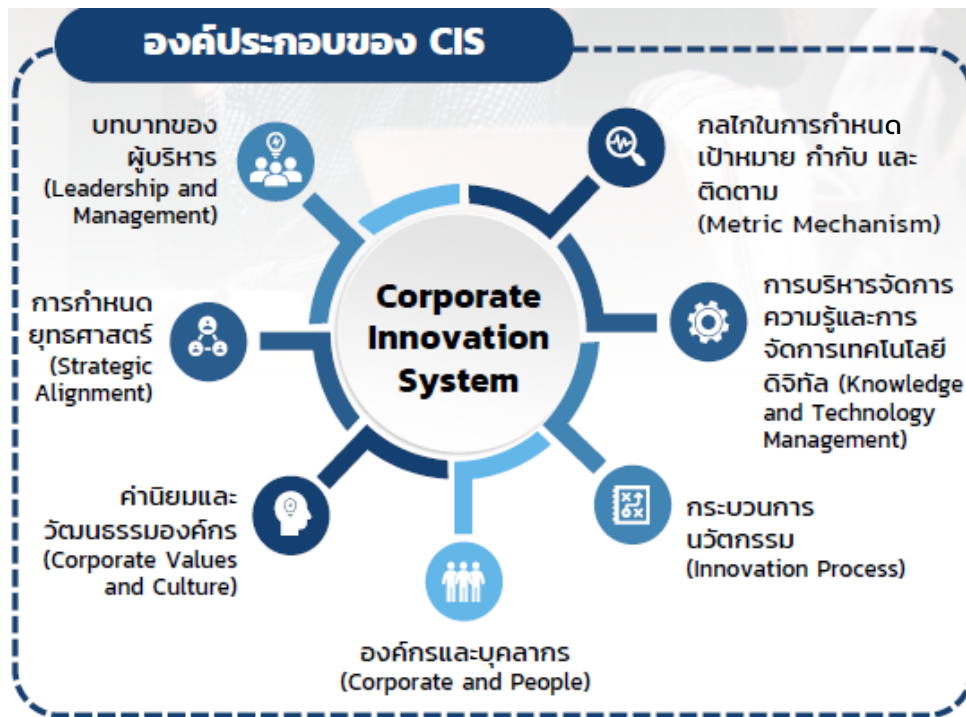 องค์ประกอบของ CIS
บทบาทของ
ผู้บริหาร
(Leadership and
Management)
การกำหนด
ยุทธศาสตร์
(Strategic
Alignment)
ค่านิยมและ
วัฒนธรรมองค์กร
(Corporate Values
and Culture)
องค์กรและบุคลากร
(Corporate and People)
กระบวนการ
นวัตกรรม
(Innovation Process)
การบริหารจัดการ
ความรู้และการ
จัดการเทคโนโลยี
ดิจิทัล (Knowledge
and Technology
Management)
กลไกในการกำหนด
เป้าหมาย กำกับ และ
ติดตาม
(Metric Mechanism)
Corporate
Innovation
System